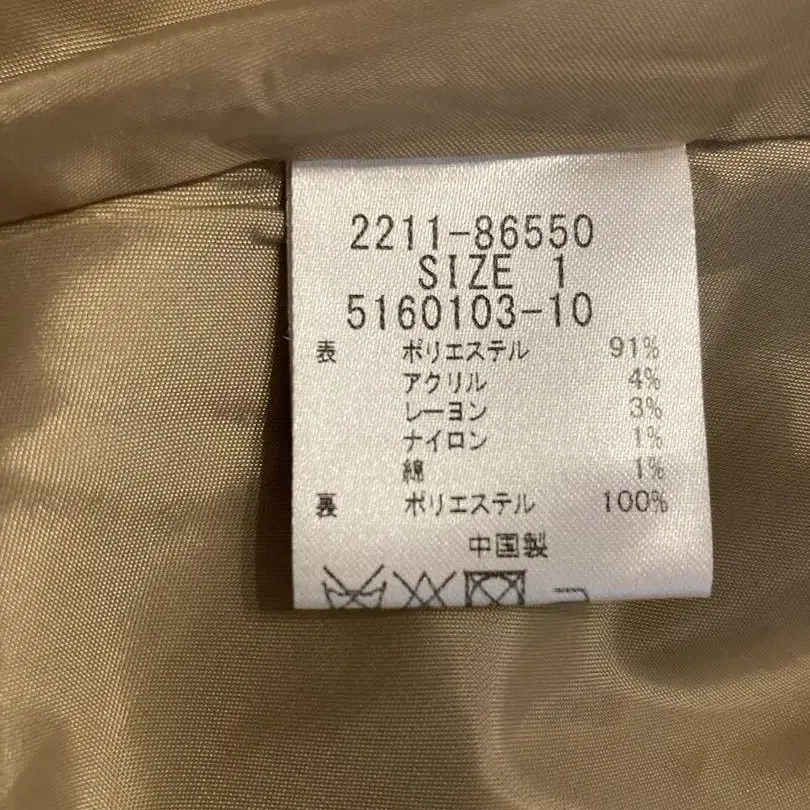 2211-86550
SIZE 1
5160103-10
表 ポリエステル 91%
アクリル 4%
レーヨン 3%
ナイロン 1%
綿 1%
裏 ポリエステル 100%
中国製